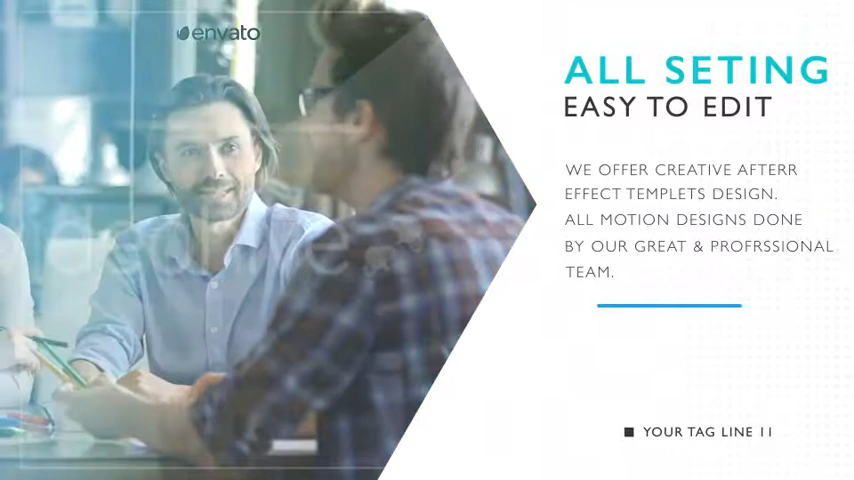 envato
ALL SETING
EASY TO EDIT
WE OFFER CREATIVE AFTERR
EFFECT TEMPLETS DESIGN.
ALL MOTION DESIGNS DONE
BY OUR GREAT & PROFRSSIONAL
TEAM.
YOUR TAG LINE 11